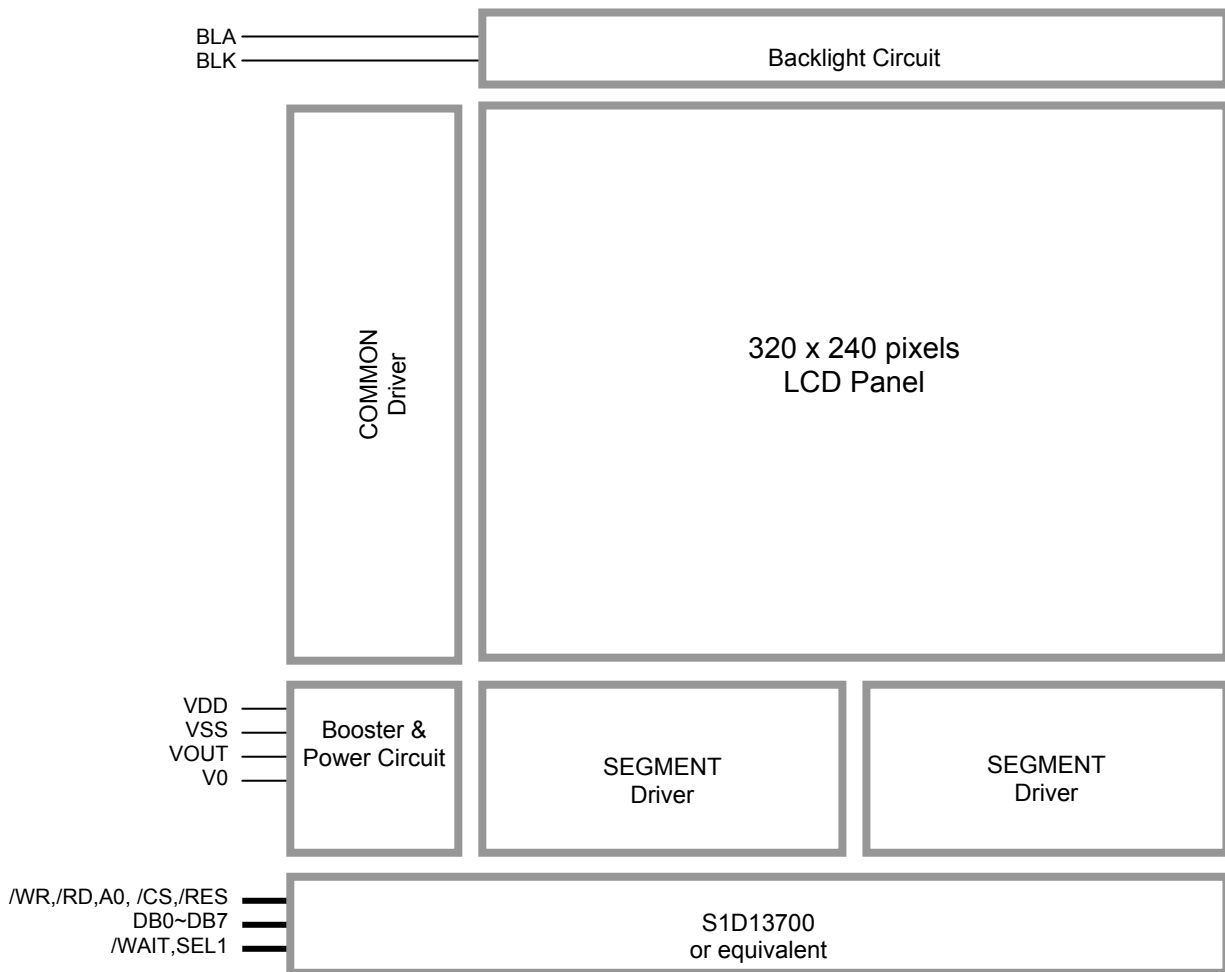 BLA
BLK
Backlight Circuit
COMMON
Driver
320 x 240 pixels
LCD Panel
VDD
VSS
VOUT
V0
Booster &
Power Circuit
SEGMENT
Driver
SEGMENT
Driver
/WR,/RD,A0, /CS,/RES
DB0~DB7
/WAIT,SEL1
S1D13700
or equivalent